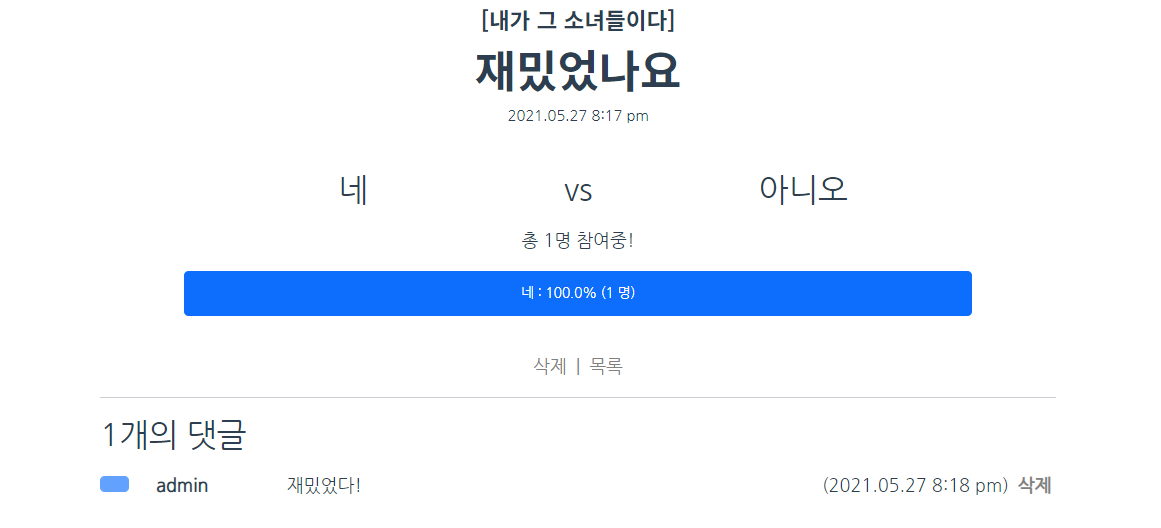 [내가 그 소녀들이다]
재밌었나요
2021.05.27 8:17 pm
네 vs 아니오
총 1명 참여중!
네 : 100.0% (1 명)
삭제 | 목록
1개의 댓글
admin 재밌었다! (2021.05.27 8:18 pm) 삭제